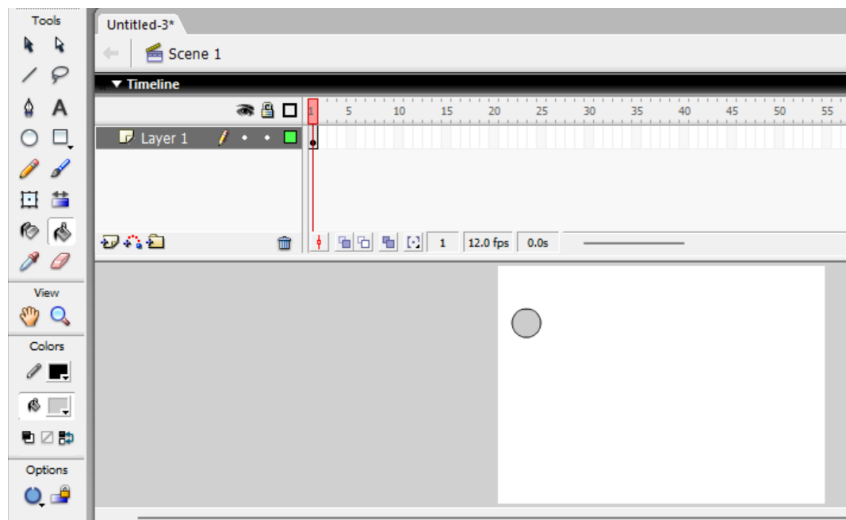 Tools
Untitled-3*
Scene 1
Timeline
1 5 10 15 20 25 30 35 40 45 50 55
Layer 1
1 12.0 fps 0.0s
View
Colors
Options